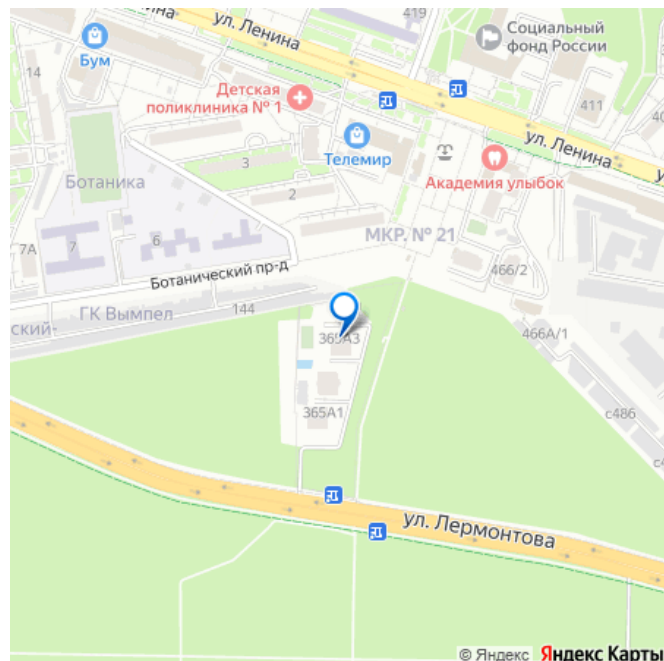 419
ул. Ленина
Социальный
фонд России
Бум
14
Детская
поликлиника № 1
411
40
ул. Ленина
Телемир
3
Академия улыбок
Ботаника
2
МКР. № 21
7А
7
6
466/2
Ботанический пр-д
ГК Вымпел
144
ский-
365А3
466А/1
365А1
с486
ул. Лермонтова
© Яндекс Яндекс Карты